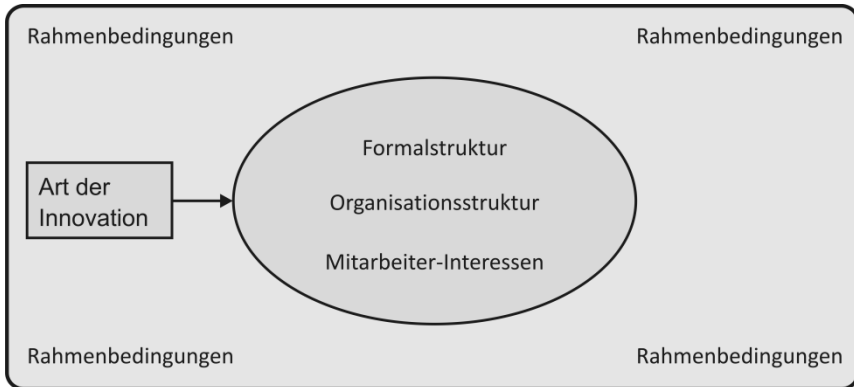 Rahmenbedingungen
Rahmenbedingungen
Formalstruktur
Art der
Innovation
Organisationsstruktur
Mitarbeiter-Interessen
Rahmenbedingungen
Rahmenbedingungen